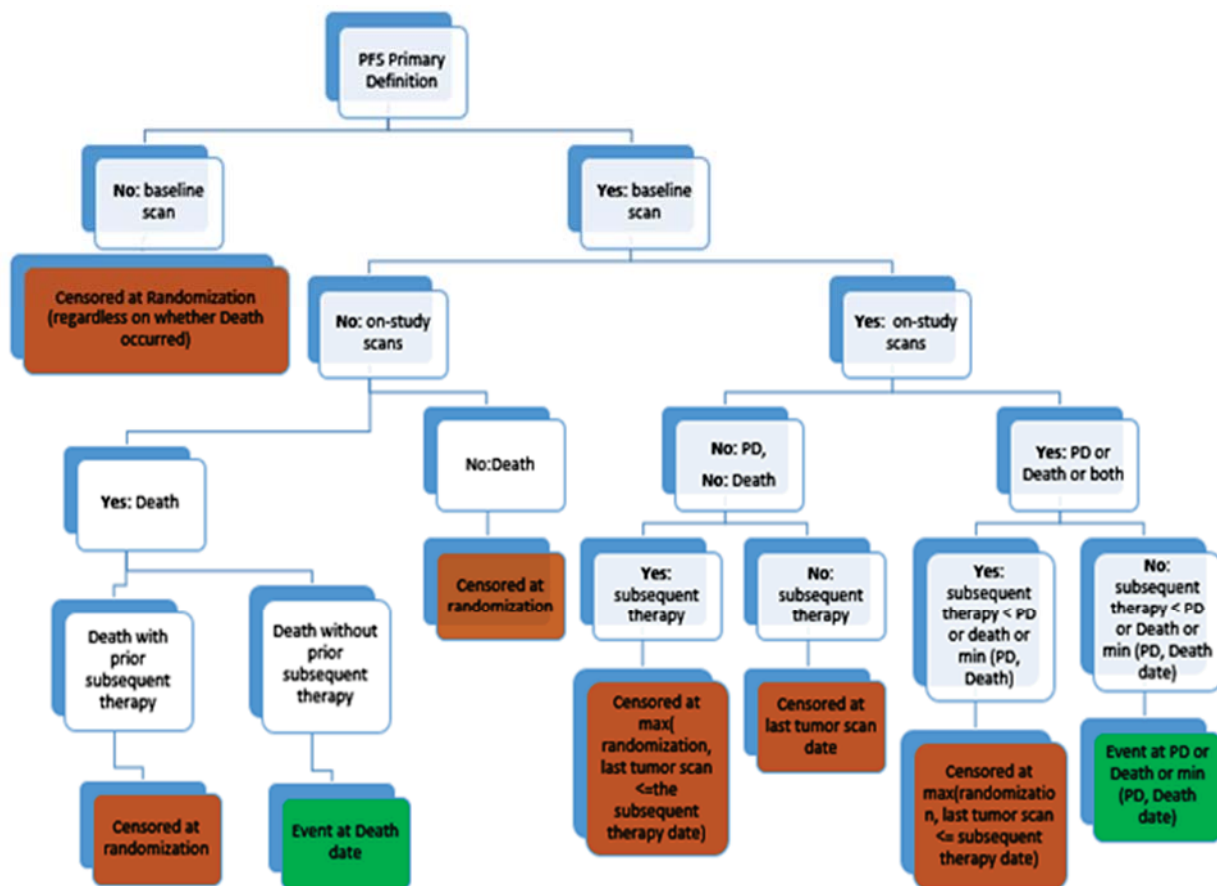 PFS Primary
Definition
No: baseline
scan
Yes: baseline
scan
Censored at Randomization
(regardless on whether Death
occurred)
No: on-study
scans
Yes: on-study
scans
Yes: Death
No:Death
No: PD,
No: Death
Yes: PD or
Death or both
Death with
prior
subsequent
therapy
Death without
prior
subsequent
therapy
Censored at
randomization
Yes:
subsequent
therapy
No:
subsequent
therapy
Yes:
subsequent
therapy < PD
or death or
min (PD,
Death)
No:
subsequent
therapy < PD
or Death or
min (PD, Death
date)
Censored at
randomization
Event at Death
date
Censored at
max(
randomization,
last tumor scan
<=the
subsequent
therapy date)
Censored at
last tumor scan
date
Censored at
max(randomizatio
n, last tumor scan
<= subsequent
therapy date)
Event at PD or
Death or min
(PD, Death
date)